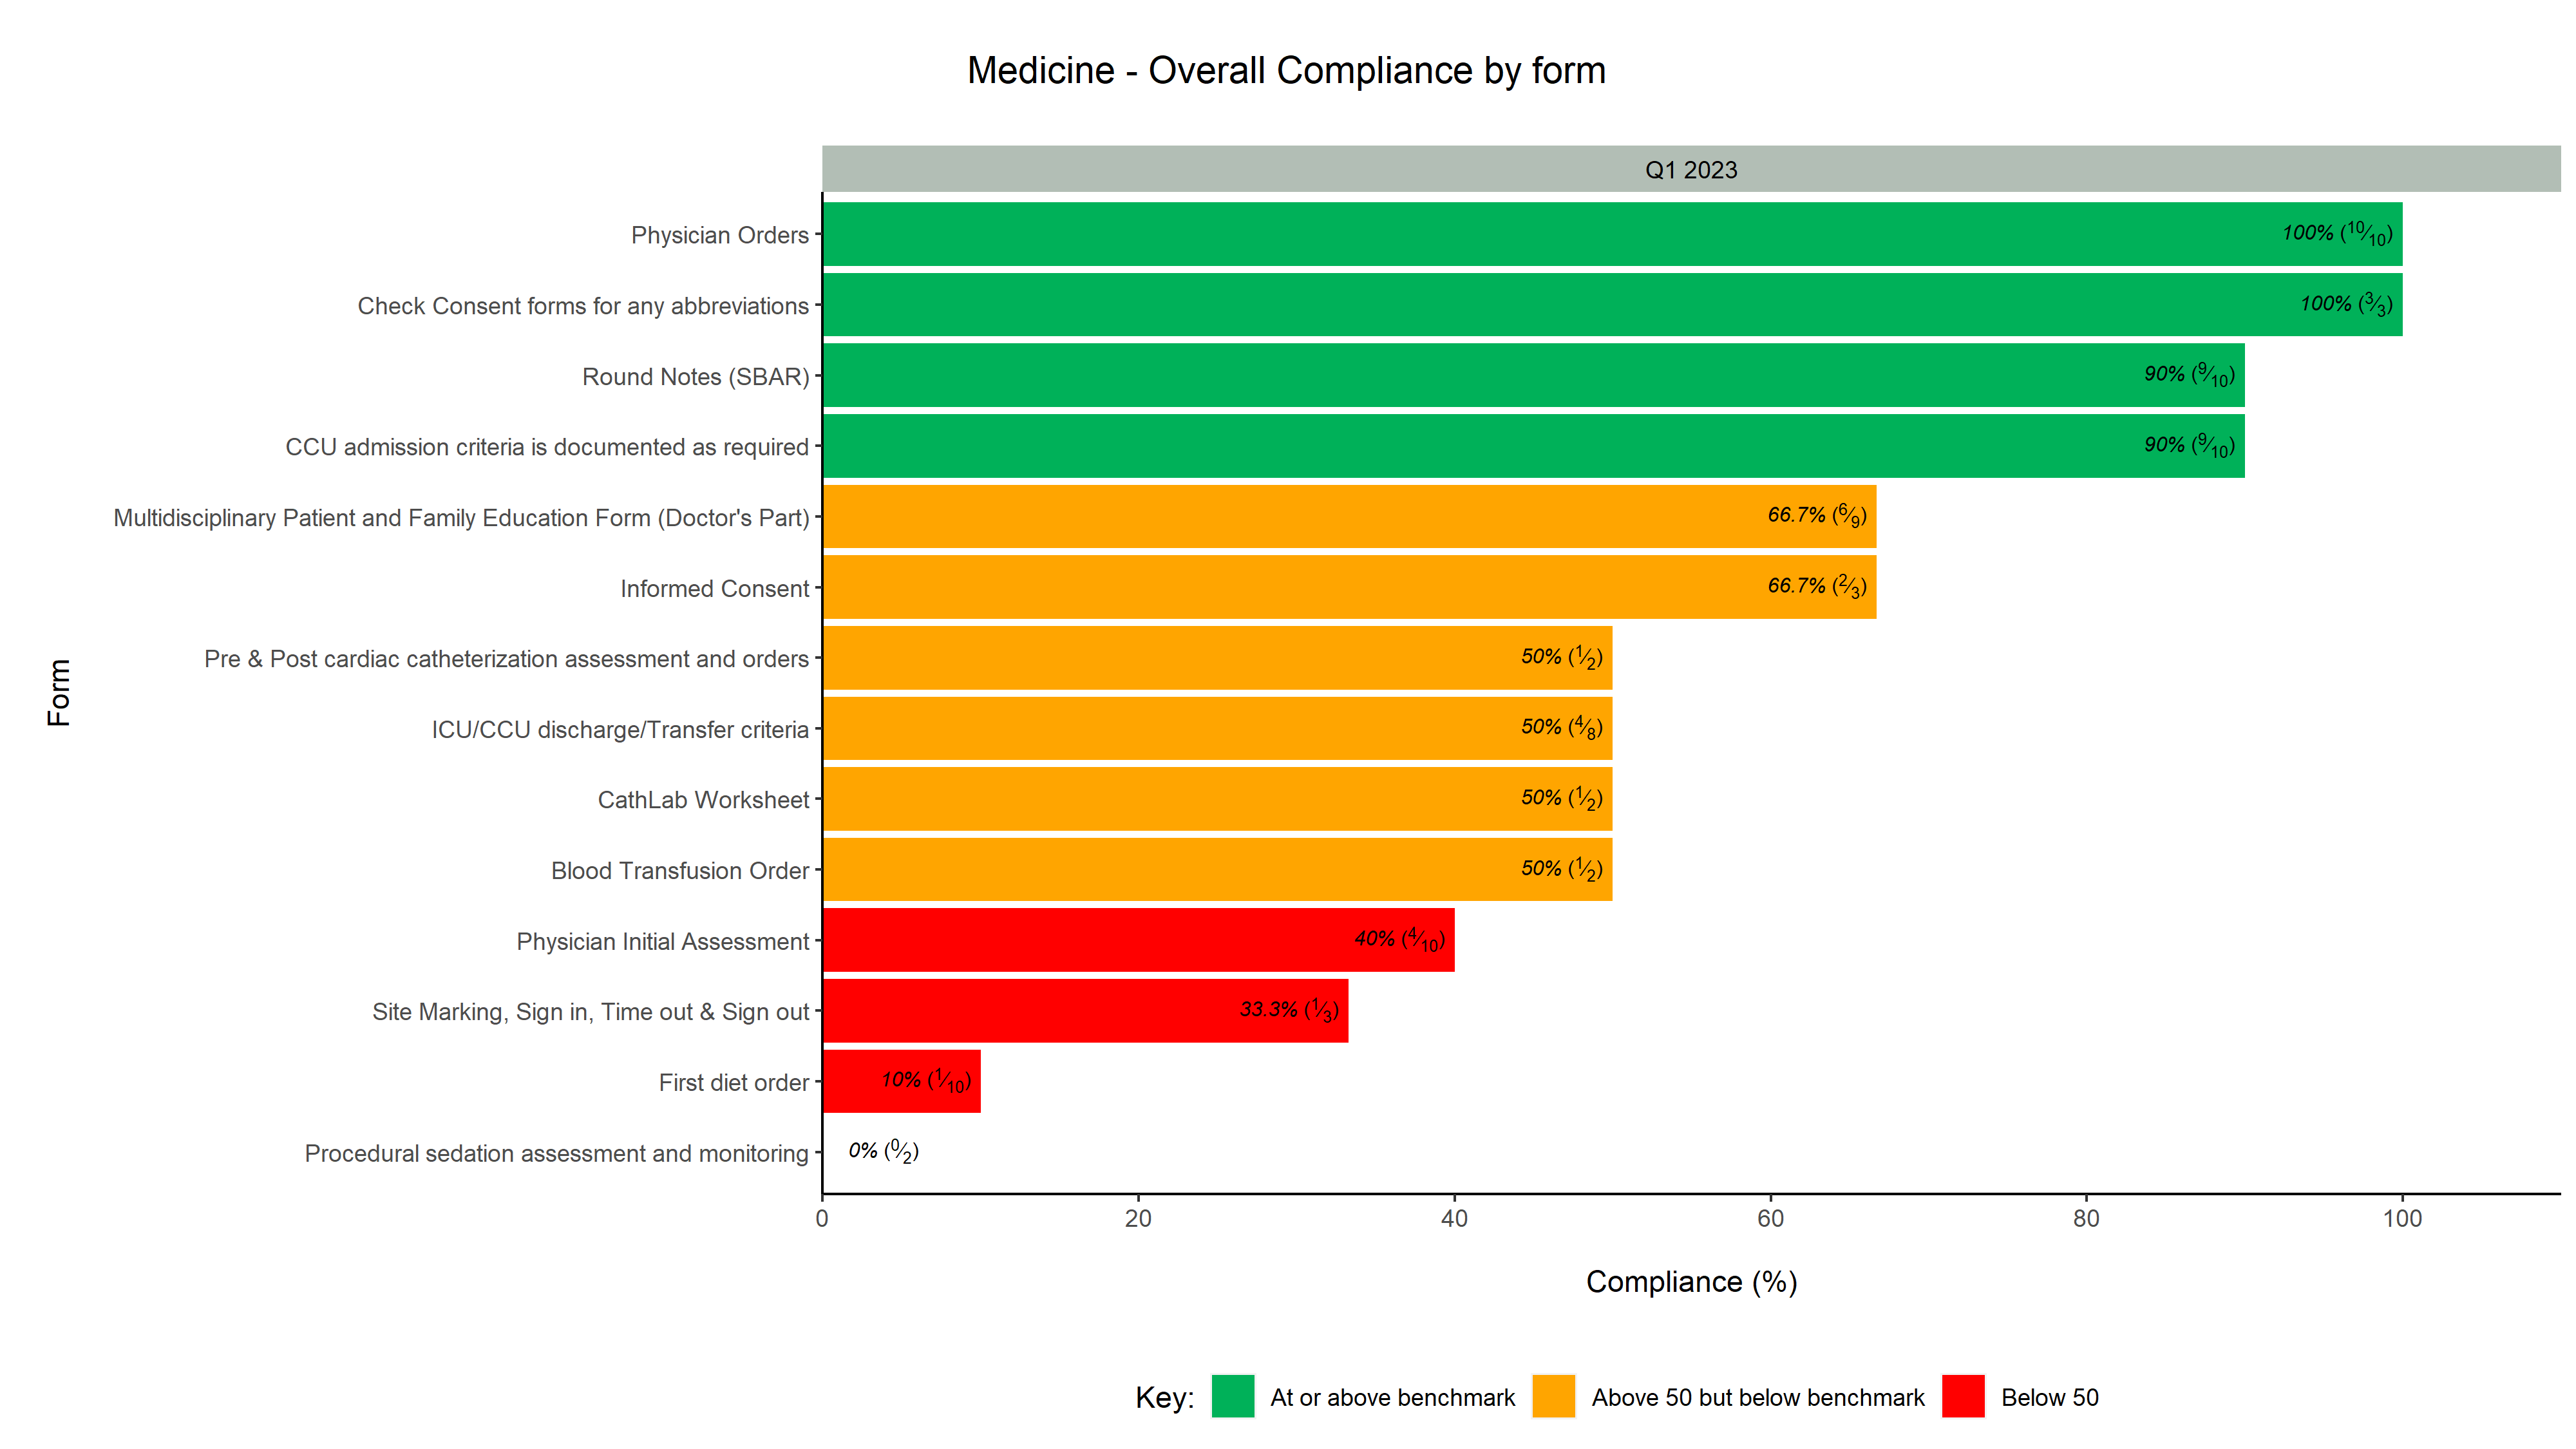 Medicine - Overall Compliance by form
Q1 2023
Physician Orders 100% (10/10)
Check Consent forms for any abbreviations 100% (3/3)
Round Notes (SBAR) 90% (9/10)
CCU admission criteria is documented as required 90% (9/10)
Multidisciplinary Patient and Family Education Form (Doctor's Part) 66.7% (6/9)
Informed Consent 66.7% (2/3)
Pre & Post cardiac catheterization assessment and orders 50% (1/2)
ICU/CCU discharge/Transfer criteria 50% (4/8)
CathLab Worksheet 50% (1/2)
Blood Transfusion Order 50% (1/2)
Physician Initial Assessment 40% (4/10)
Site Marking, Sign in, Time out & Sign out 33.3% (1/3)
First diet order 10% (1/10)
Procedural sedation assessment and monitoring 0% (0/2)
Form
0 20 40 60 80 100
Compliance (%)
Key: At or above benchmark Above 50 but below benchmark Below 50